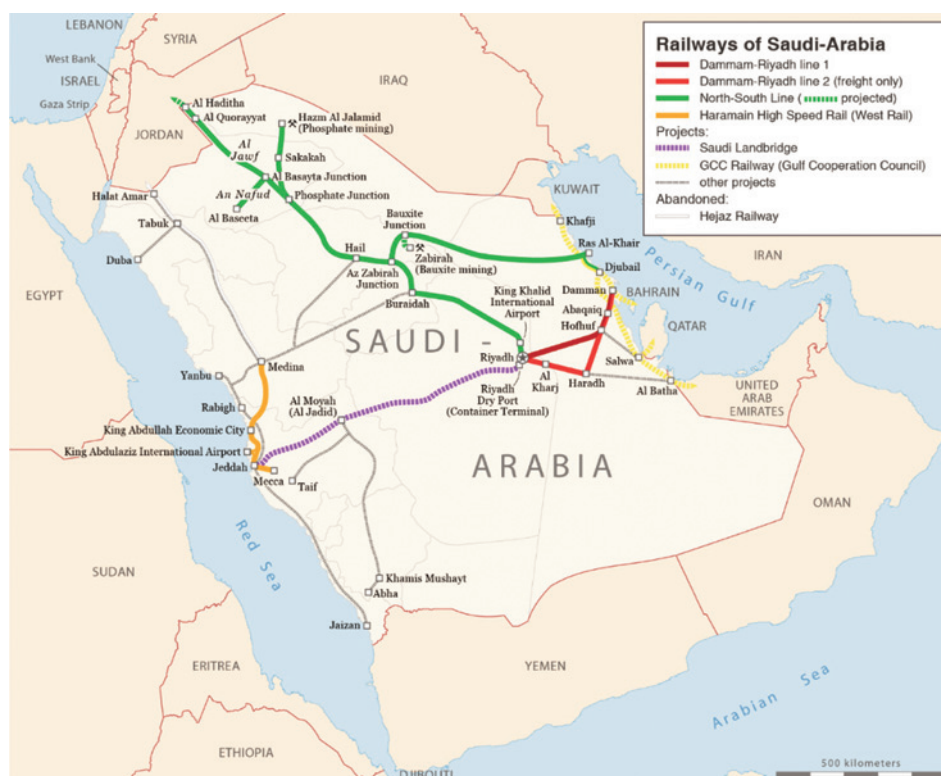 LEBANON
SYRIA
West Bank
ISRAEL
Gaza Strip
IRAQ
JORDAN
Railways of Saudi-Arabia
Dammam-Riyadh line 1
Dammam-Riyadh line 2 (freight only)
North-South Line ( projected)
Haramain High Speed Rail (West Rail)
Projects:
Saudi Landbridge
GCC Railway (Gulf Cooperation Council)
other projects
Abandoned:
Hejaz Railway
Al Haditha
Al Qurayyat
Hazm Al Jalamid
(Phosphate mining)
Al
Jawf
Sakakah
Al Basayta Junction
An Nafud
Phosphate Junction
Al Baseeta
Halat Amar
Tabuk
Duba
KUWAIT
Khafji
Bauxite
Junction
Ras Al-Khair
Hail
Zabirah
(Bauxite mining)
Az Zabirah
Junction
Djubail
Persian Gulf
IRAN
Buraidah
King Khalid
International
Airport
Damman
BAHRAIN
Abaqaiq
Hofhuf
QATAR
EGYPT
SAUDI -
Riyadh
Salwa
Medina
Al
Kharj
Haradh
Al Batha
Yanbu
Riyadh
Dry Port
(Container Terminal)
UNITED
ARAB
EMIRATES
Rabigh
Al Moyah
(Al Jadid)
King Abdullah Economic City
King Abdulaziz International Airport
Jeddah
Mecca
Taif
ARABIA
OMAN
Red Sea
SUDAN
Khamis Mushayt
Abha
Jaizan
ERITREA
YEMEN
Arabian Sea
ETHIOPIA
DJIBOUTI
500 kilometers